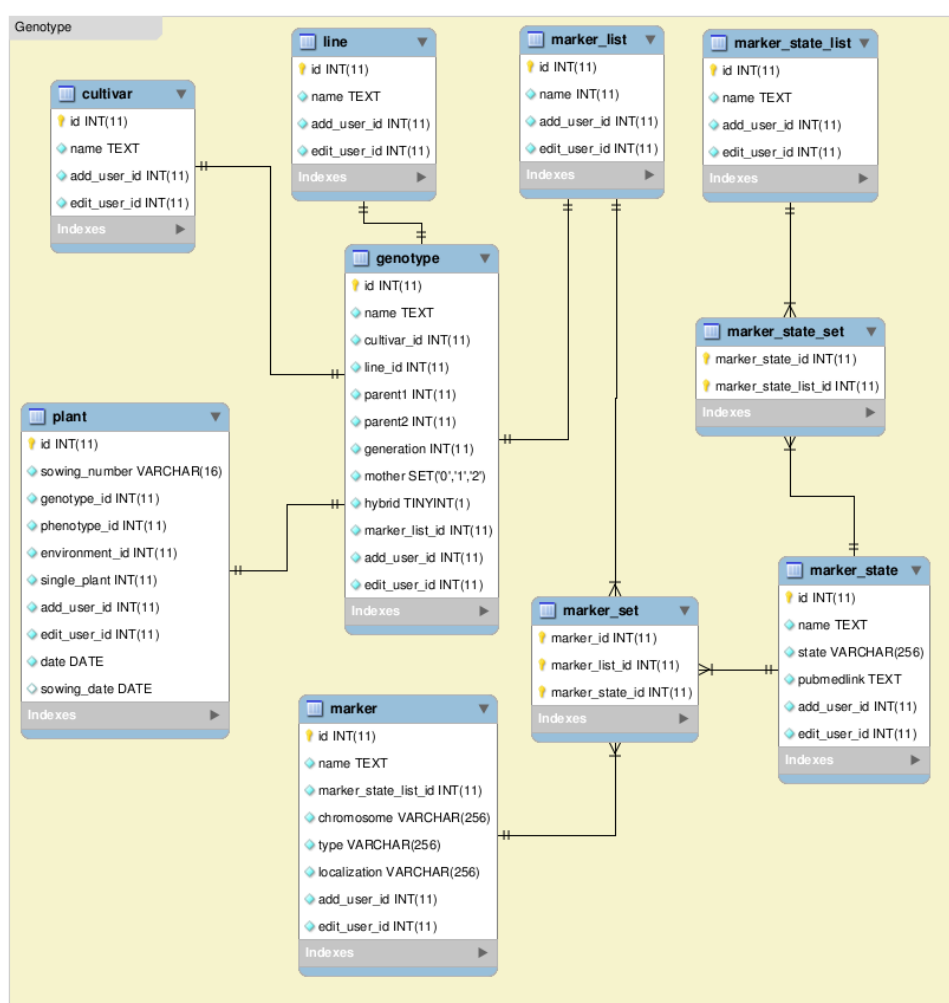 Genotype
line
id INT(11)
name TEXT
add_user_id INT(11)
edit_user_id INT(11)
Indexes
marker_list
id INT(11)
name INT(11)
add_user_id INT(11)
edit_user_id INT(11)
Indexes
marker_state_list
id INT(11)
name TEXT
add_user_id INT(11)
edit_user_id INT(11)
Indexes
cultivar
id INT(11)
name TEXT
add_user_id INT(11)
edit_user_id INT(11)
Indexes
genotype
id INT(11)
name TEXT
cultivar_id INT(11)
line_id INT(11)
parent1 INT(11)
parent2 INT(11)
generation INT(11)
mother SET('0','1','2')
hybrid TINYINT(1)
marker_list_id INT(11)
add_user_id INT(11)
edit_user_id INT(11)
Indexes
marker_state_set
marker_state_id INT(11)
marker_state_list_id INT(11)
Indexes
plant
id INT(11)
sowing_number VARCHAR(16)
genotype_id INT(11)
phenotype_id INT(11)
environment_id INT(11)
single_plant INT(11)
add_user_id INT(11)
edit_user_id INT(11)
date DATE
sowing_date DATE
Indexes
marker_state
id INT(11)
name TEXT
state VARCHAR(256)
pubmedlink TEXT
add_user_id INT(11)
edit_user_id INT(11)
Indexes
marker_set
marker_id INT(11)
marker_list_id INT(11)
marker_state_id INT(11)
Indexes
marker
id INT(11)
name TEXT
marker_state_list_id INT(11)
chromosome VARCHAR(256)
type VARCHAR(256)
localization VARCHAR(256)
add_user_id INT(11)
edit_user_id INT(11)
Indexes